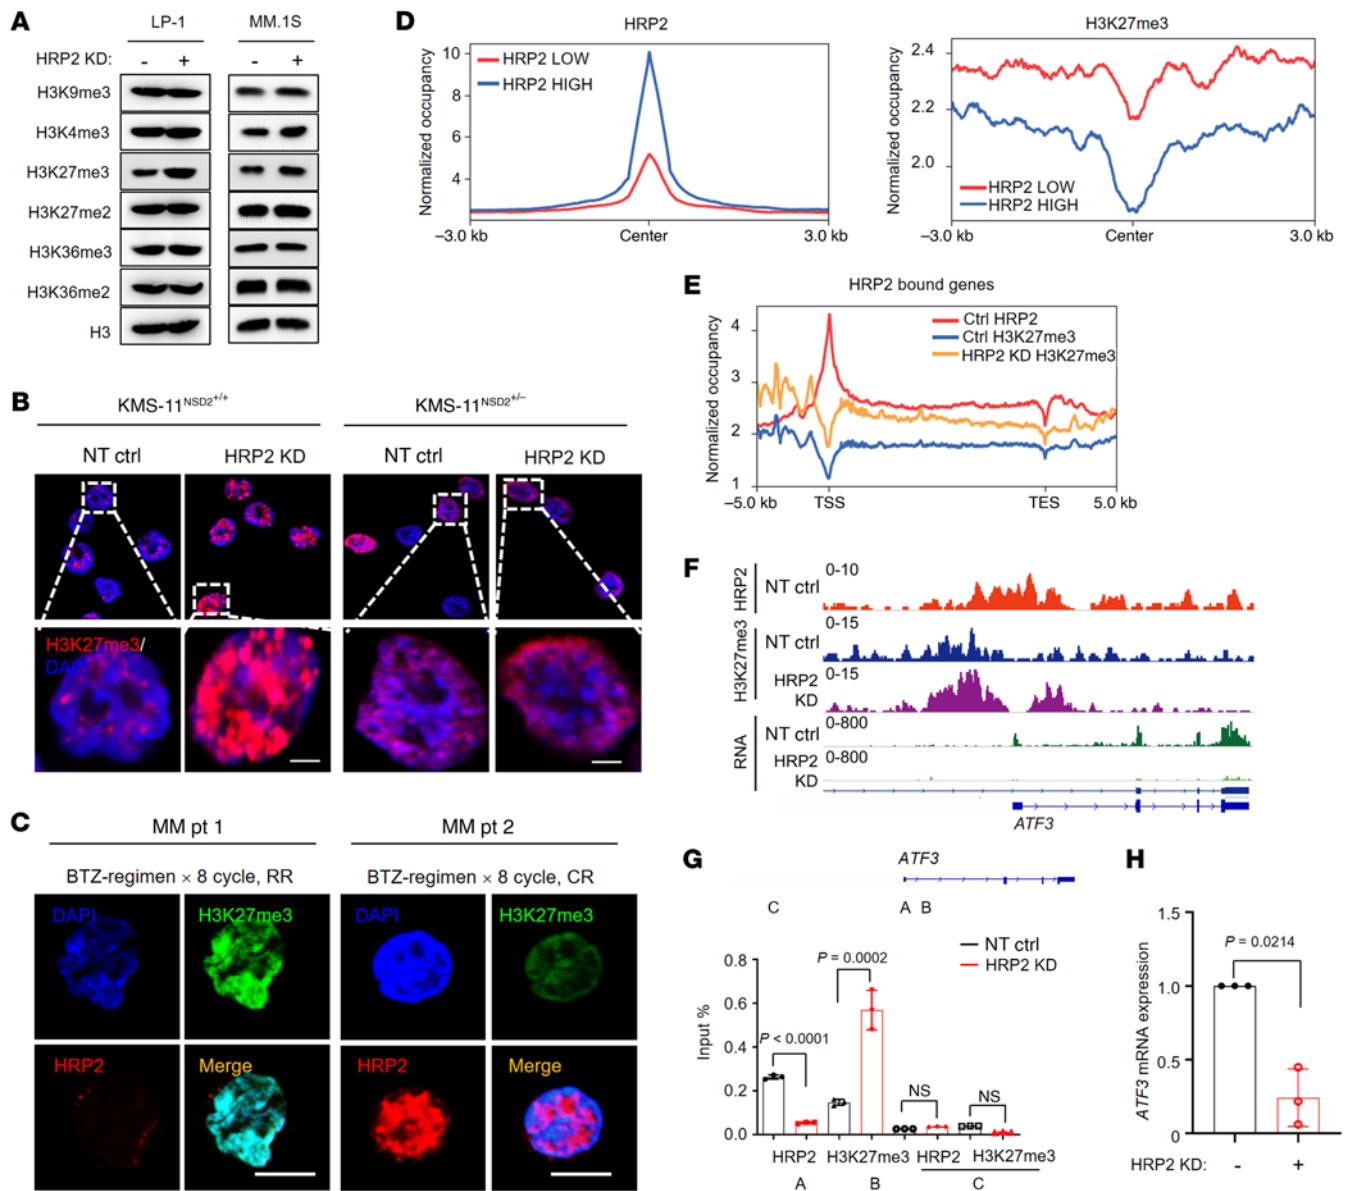 A
LP-1 MM.1S
HRP2 KD: - + - +
H3K9me3
H3K4me3
H3K27me3
H3K27me2
H3K36me3
H3K36me2
H3
B
KMS-11NSD2+/+ KMS-11NSD2+/–
NT ctrl HRP2 KD NT ctrl HRP2 KD
H3K27me3/
DAPI
C
MM pt 1 MM pt 2
BTZ-regimen × 8 cycle, RR BTZ-regimen × 8 cycle, CR
DAPI H3K27me3 DAPI H3K27me3
HRP2 Merge HRP2 Merge
D
HRP2
Normalized occupancy
10
8
6
4
HRP2 LOW
HRP2 HIGH
–3.0 kb Center 3.0 kb
H3K27me3
Normalized occupancy
2.4
2.2
2.0
HRP2 LOW
HRP2 HIGH
–3.0 kb Center 3.0 kb
E
HRP2 bound genes
Normalized occupancy
4
3
2
1
Ctrl HRP2
Ctrl H3K27me3
HRP2 KD H3K27me3
–5.0 kb TSS TES 5.0 kb
F
HRP2
NT ctrl 0-10
H3K27me3
NT ctrl 0-15
HRP2 KD 0-15
RNA
NT ctrl 0-800
HRP2 KD 0-800
ATF3
G
ATF3
C A B
NT ctrl
HRP2 KD
Input %
0.8
0.6
0.4
0.2
0.0
P < 0.0001
P = 0.0002
NS
NS
HRP2 H3K27me3 HRP2 H3K27me3
A B C
H
ATF3 mRNA expression
1.5
1.0
0.5
0
P = 0.0214
HRP2 KD: - +